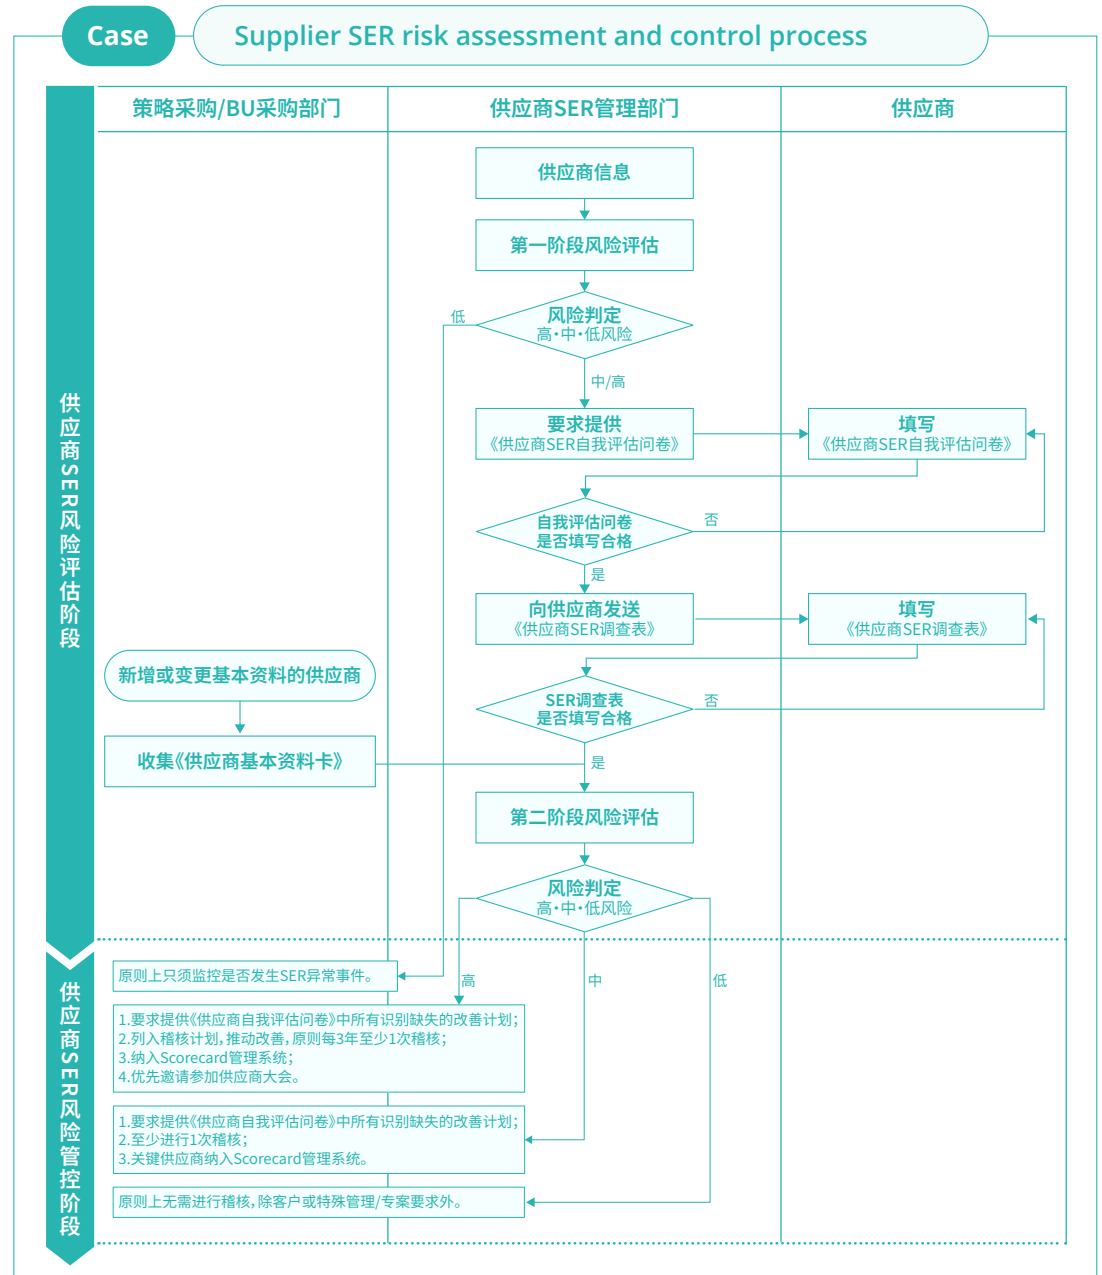 Case
Supplier SER risk assessment and control process
策略采购/BU采购部门
供应商SER管理部门
供应商
供应商SER风险评估阶段
供应商信息
第一阶段风险评估
风险判定
高·中·低风险
低
中/高
要求提供
《供应商SER自我评估问卷》
填写
《供应商SER自我评估问卷》
自我评估问卷
是否填写合格
否
是
向供应商发送
《供应商SER调查表》
填写
《供应商SER调查表》
新增或变更基本资料的供应商
SER调查表
是否填写合格
否
收集《供应商基本资料卡》
是
第二阶段风险评估
风险判定
高·中·低风险
供应商SER风险管控阶段
原则上只须监控是否发生SER异常事件。
高
中
低
1.要求提供《供应商自我评估问卷》中所有识别缺失的改善计划；
2.列入稽核计划，推动改善，原则每3年至少1次稽核；
3.纳入Scorecard管理系统；
4.优先邀请参加供应商大会。
1.要求提供《供应商自我评估问卷》中所有识别缺失的改善计划；
2.至少进行1次稽核；
3.关键供应商纳入Scorecard管理系统。
原则上无需进行稽核，除客户或特殊管理/专案要求外。